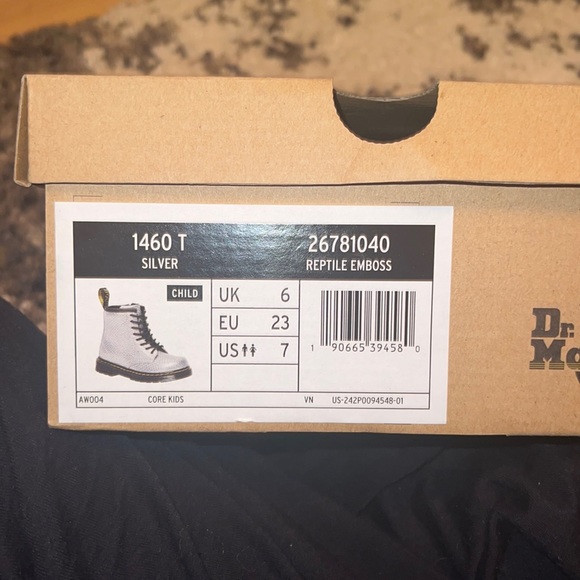 1460 T
26781040
SILVER
REPTILE EMBOSS
CHILD
UK 6
EU 23
US 7
1 90665 39458 0
AW004
CORE KIDS
VN
US-242P0094548-01
Dr.